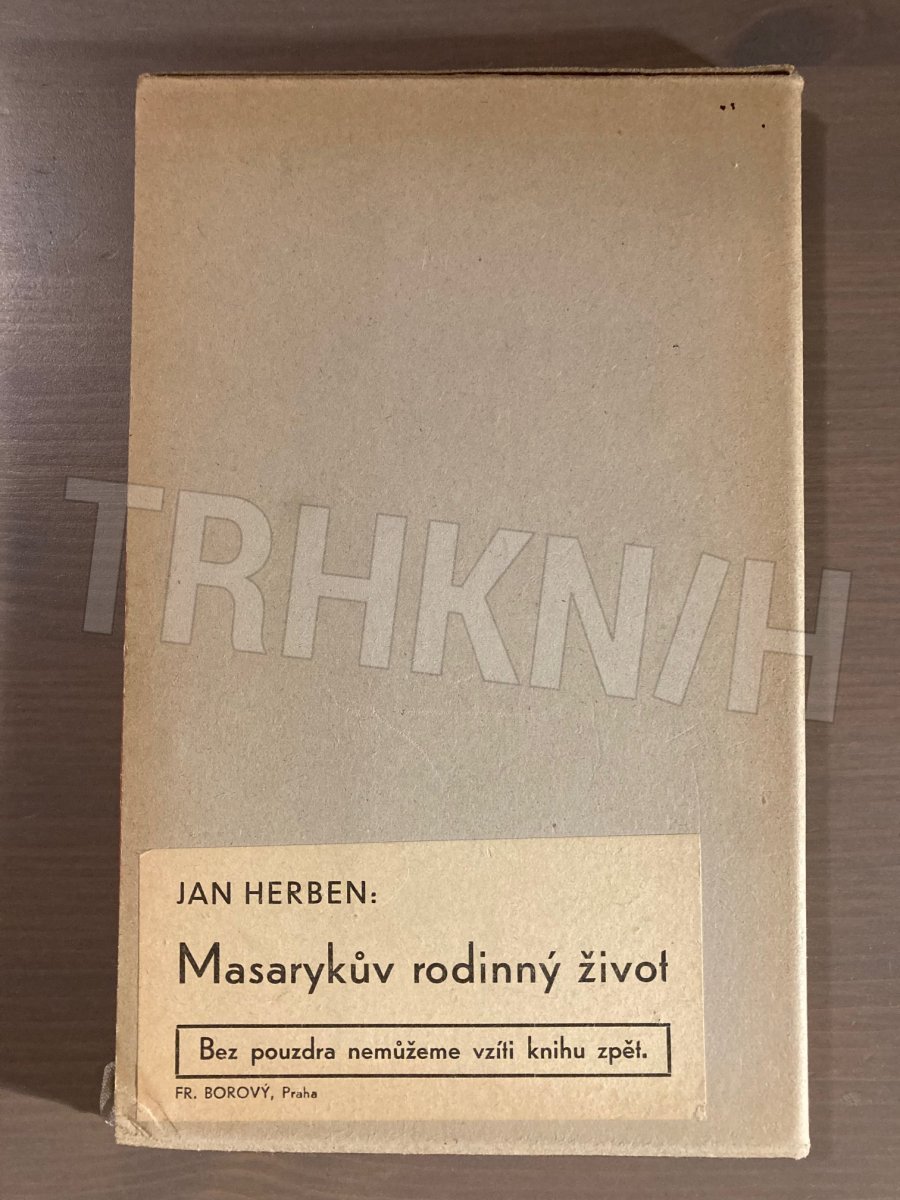 TRHKNIH
JAN HERBEN:
Masarykův rodinný život
Bez pouzdra nemůžeme vzíti knihu zpět.
FR. BOROVÝ, Praha